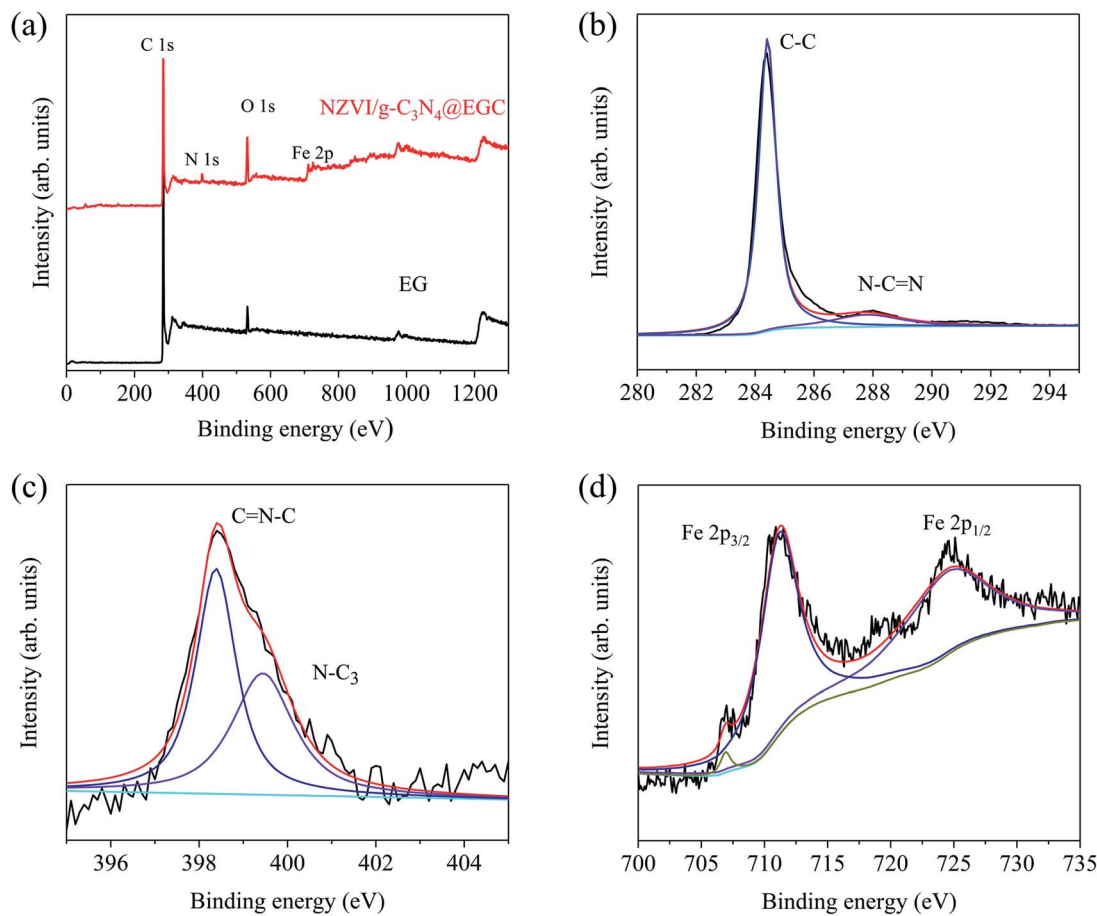 (a)
C 1s
O 1s
NZVI/g-C₃N₄@EGC
N 1s
Fe 2p
EG
Intensity (arb. units)
0 200 400 600 800 1000 1200
Binding energy (eV)
(b)
C-C
N-C=N
Intensity (arb. units)
280 282 284 286 288 290 292 294
Binding energy (eV)
(c)
C=N-C
N-C₃
Intensity (arb. units)
396 398 400 402 404
Binding energy (eV)
(d)
Fe 2p₃/₂
Fe 2p₁/₂
Intensity (arb. units)
700 705 711 715 720 725 730 735
Binding energy (eV)